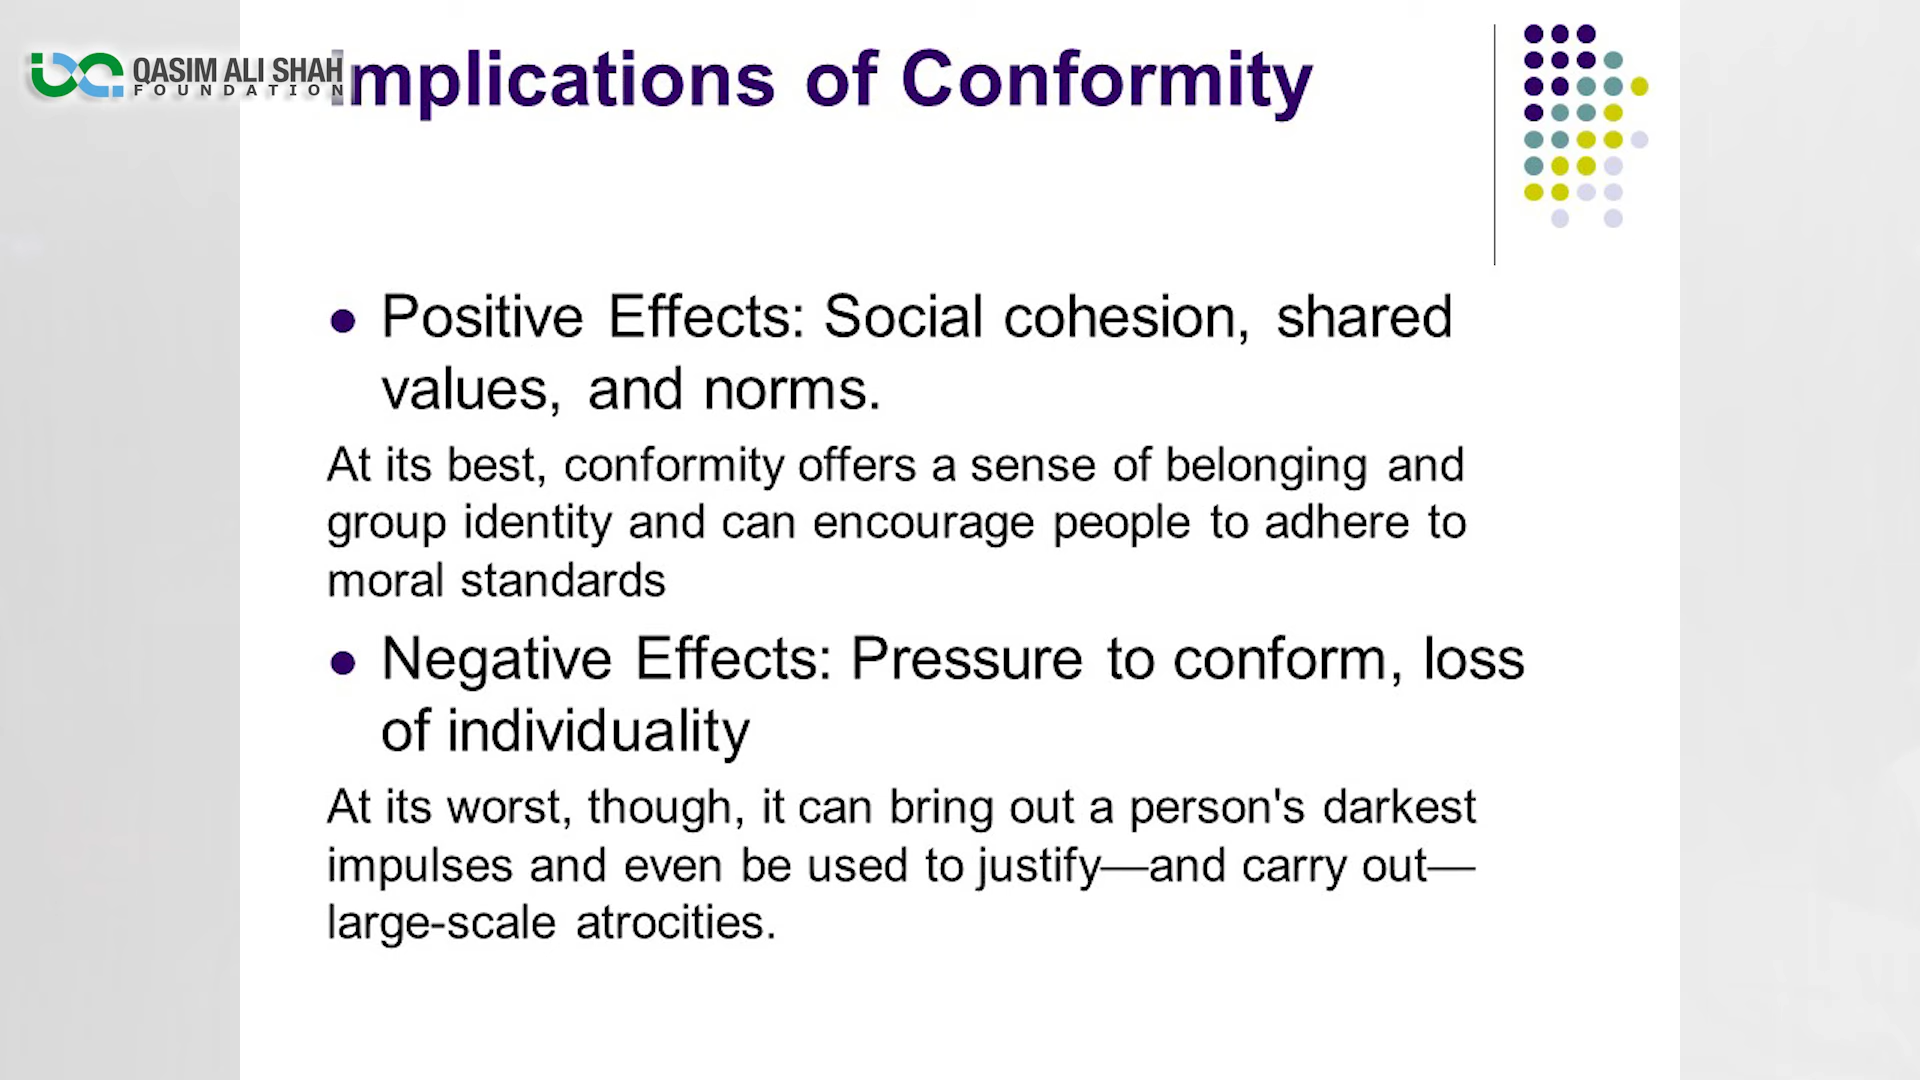 QASIM ALI SHAH
FOUNDATION
Implications of Conformity
● Positive Effects: Social cohesion, shared
values, and norms.
At its best, conformity offers a sense of belonging and
group identity and can encourage people to adhere to
moral standards
● Negative Effects: Pressure to conform, loss
of individuality
At its worst, though, it can bring out a person's darkest
impulses and even be used to justify—and carry out—
large-scale atrocities.